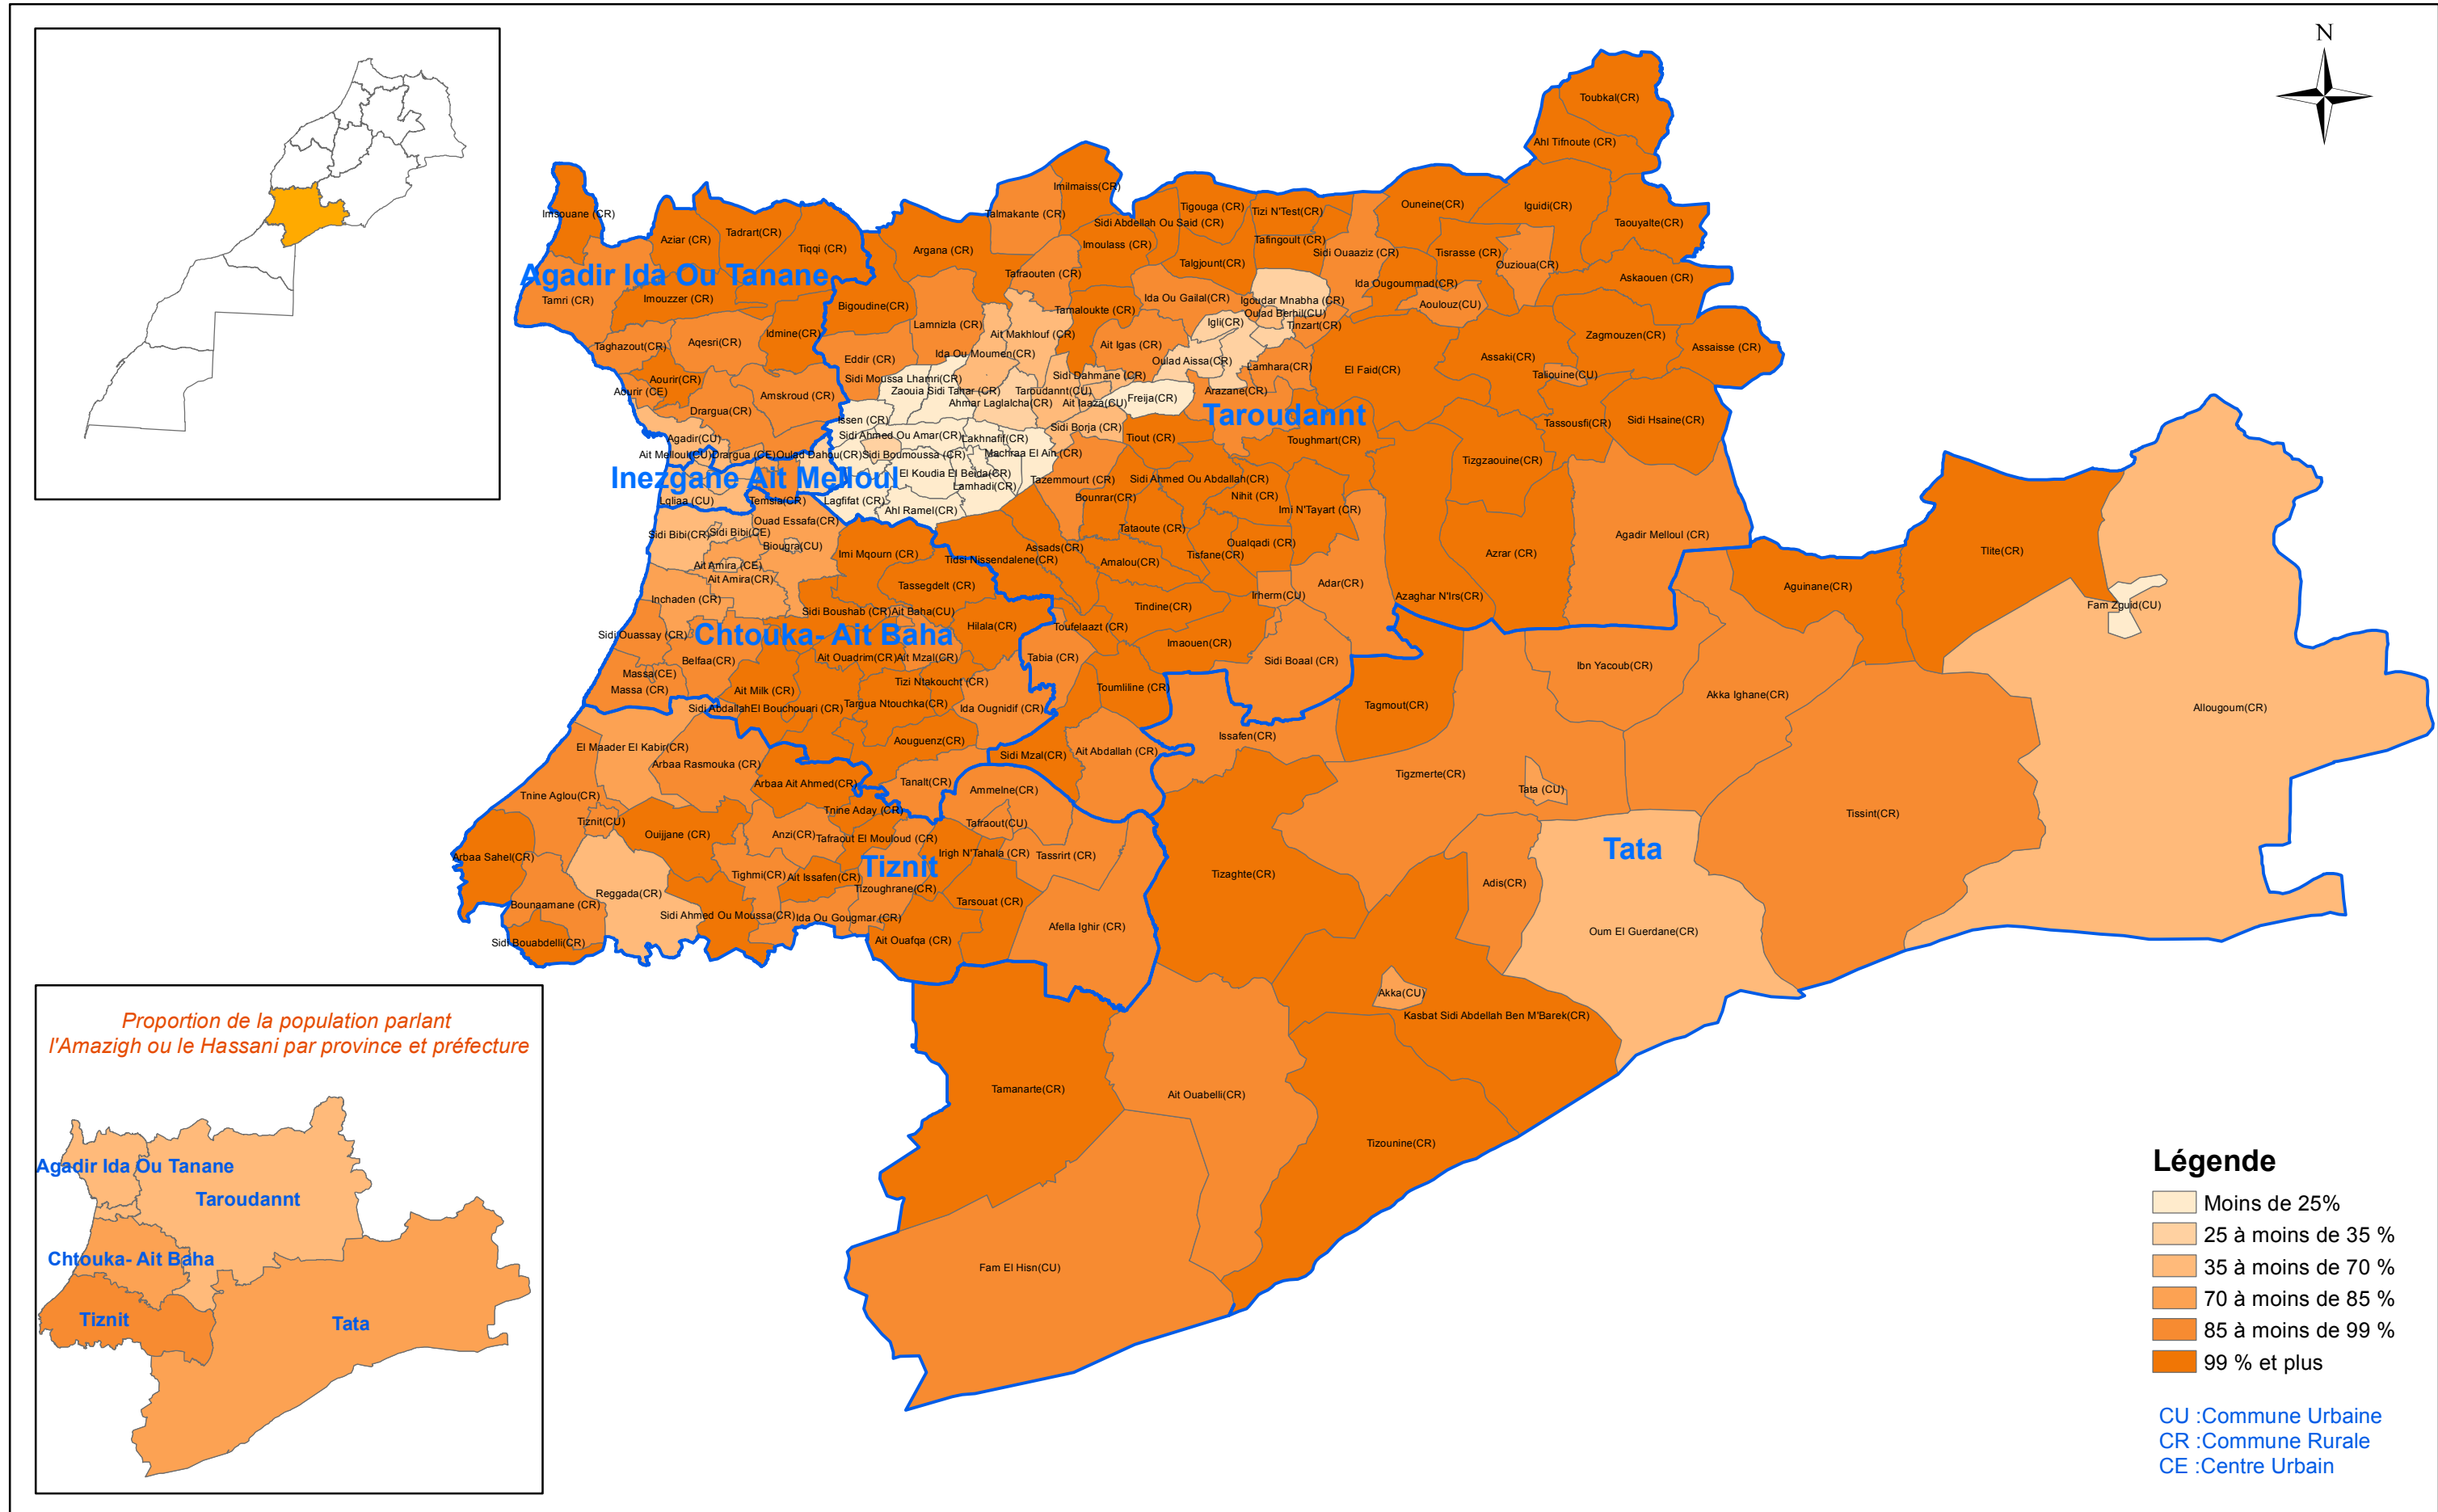 N
Toubkal(CR)
Ahl Tifnoute (CR)
Imilmaiss(CR)
Imsouane (CR)
Talmakante (CR)
Tigouga (CR)
Tizi N'Test(CR)
Ouneine(CR)
Iguidi(CR)
Sidi Abdellah Ou Said (CR)
Taouyalte(CR)
Aziar (CR)
Tadrart(CR)
Tiqqi (CR)
Argana (CR)
Imoulass (CR)
Tafingoult (CR)
Sidi Ouaaziz (CR)
Tisrasse (CR)
Ouzioua(CR)
Talgjount(CR)
Agadir Ida Ou Tanane
Tafraouten (CR)
Askaouen (CR)
Ida Ougoummad(CR)
Tamri (CR)
Imouzzer (CR)
Bigoudine(CR)
Ida Ou Gailal(CR)
Igoudar Mnabha (CR)
Aoulouz(CU)
Tamaloukte (CR)
Oulad Berhil(CU)
Lamnizla (CR)
Igli(CR)
Tinzart(CR)
Idmine(CR)
Ait Makhlouf (CR)
Zagmouzen(CR)
Taghazout(CR)
Aqesri(CR)
Ait Igas (CR)
Assaisse (CR)
Ida Ou Moumen(CR)
Eddir (CR)
Oulad Aissa(CR)
Assaki(CR)
Lamhara(CR)
El Faid(CR)
Taliouine(CU)
Aourir(CR)
Sidi Moussa Lhamri(CR)
Sidi Dahmane (CR)
Aourir (CE)
Amskroud (CR)
Zaouia Sidi Tahar (CR)
Taroudannt(CU)
Arazane(CR)
Freija(CR)
Ahmar Laglalcha(CR)
Ait Iaaza(CU)
Drargua(CR)
Taroudannt
Issen (CR)
Tassousfi(CR)
Sidi Hsaine(CR)
Sidi Borja (CR)
Agadir(CU)
Sidi Ahmed Ou Amar(CR)
Lakhnafif(CR)
Tiout (CR)
Toughmart(CR)
Ait Melloul(CU)
Drargua (CE)
Oulad Dahou(CR)
Sidi Boumoussa (CR)
Machraa El Ain (CR)
Tizgzaouine(CR)
Inezgane Ait Melloul
El Koudia El Beida(CR)
Tazemmourt (CR)
Sidi Ahmed Ou Abdallah(CR)
Lamhadi(CR)
Lqliaa (CU)
Temsia(CR)
Lagfifat (CR)
Bounrar(CR)
Nihit (CR)
Ahl Ramel(CR)
Imi N'Tayart (CR)
Ouad Essafa(CR)
Tataoute (CR)
Sidi Bibi(CR)
Sidi Bibi(CE)
Agadir Melloul (CR)
Biougra(CU)
Assads(CR)
Oualqadi (CR)
Imi Mqourn (CR)
Tidsi Nissendalene(CR)
Tisfane(CR)
Azrar (CR)
Tlite(CR)
Amalou(CR)
Ait Amira (CE)
Ait Amira(CR)
Tassegdelt (CR)
Adar(CR)
Aguinane(CR)
Irherm(CU)
Azaghar N'Irs(CR)
Inchaden (CR)
Tindine(CR)
Fam Zguid(CU)
Sidi Boushab (CR)
Ait Baha(CU)
Hilala(CR)
Toufelaazt (CR)
Sidi Ouassay (CR)
Chtouka- Ait Baha
Imaouen(CR)
Belfaa(CR)
Ait Ouadrim(CR)
Ait Mzal(CR)
Tabia (CR)
Sidi Boaal (CR)
Ibn Yacoub(CR)
Massa(CE)
Tizi Ntakoucht (CR)
Toumliline (CR)
Massa (CR)
Ait Milk (CR)
Akka Ighane(CR)
Targua Ntouchka(CR)
Tagmout(CR)
Sidi AbdallahEl Bouchouari (CR)
Ida Ougnidif (CR)
Allougoum(CR)
Issafen(CR)
El Maader El Kabir(CR)
Aouguenz(CR)
Sidi Mzal(CR)
Ait Abdallah (CR)
Arbaa Rasmouka (CR)
Tigzmerte(CR)
Arbaa Ait Ahmed(CR)
Tanalt(CR)
Ammelne(CR)
Tata (CU)
Tnine Aglou(CR)
Tnine Aday (CR)
Tiznit(CU)
Tafraout(CU)
Tissint(CR)
Ouijjane (CR)
Anzi(CR)
Tafraout El Mouloud (CR)
Tata
Arbaa Sahel(CR)
Irigh N'Tahala (CR)
Tassrirt (CR)
Tiznit
Tighmi(CR)
Ait Issafen(CR)
Tizaghte(CR)
Adis(CR)
Tizoughrane(CR)
Reggada(CR)
Bounaamane (CR)
Tarsouat (CR)
Sidi Ahmed Ou Moussa(CR)
Ida Ou Gougmar (CR)
Afella Ighir (CR)
Oum El Guerdane(CR)
Sidi Bouabdelli(CR)
Ait Ouafqa (CR)
Akka(CU)
Kasbat Sidi Abdellah Ben M'Barek(CR)
Tamanarte(CR)
Ait Ouabelli(CR)
Tizounine(CR)
Fam El Hisn(CU)
Proportion de la population parlant
l'Amazigh ou le Hassani par province et préfecture
Agadir Ida Ou Tanane
Taroudannt
Chtouka- Ait Baha
Tiznit
Tata
Légende
Moins de 25%
25 à moins de 35 %
35 à moins de 70 %
70 à moins de 85 %
85 à moins de 99 %
99 % et plus
CU :Commune Urbaine
CR :Commune Rurale
CE :Centre Urbain